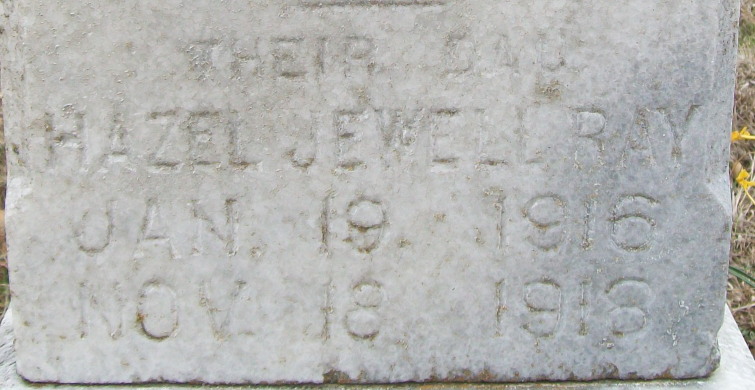 THEIR DAU
HAZEL JEWELL RAY
JAN. 19. 1916
NOV. 18 1918